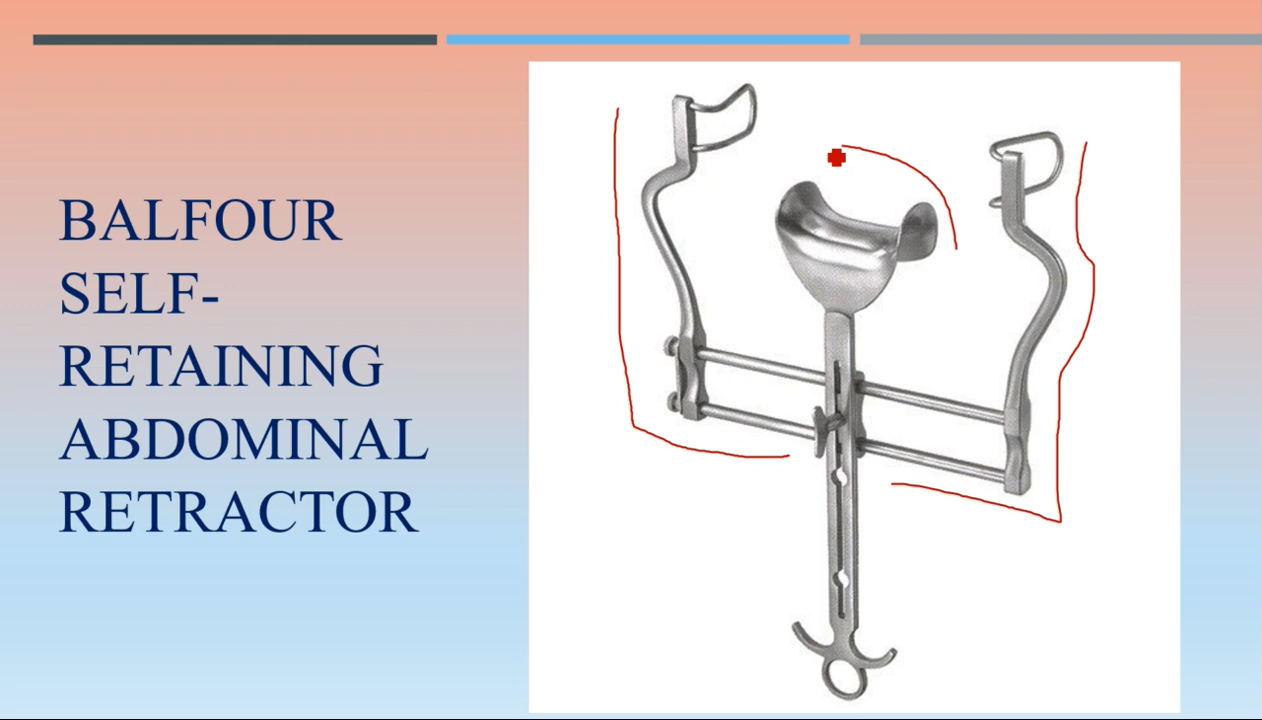 BALFOUR
SELF-
RETAINING
ABDOMINAL
RETRACTOR